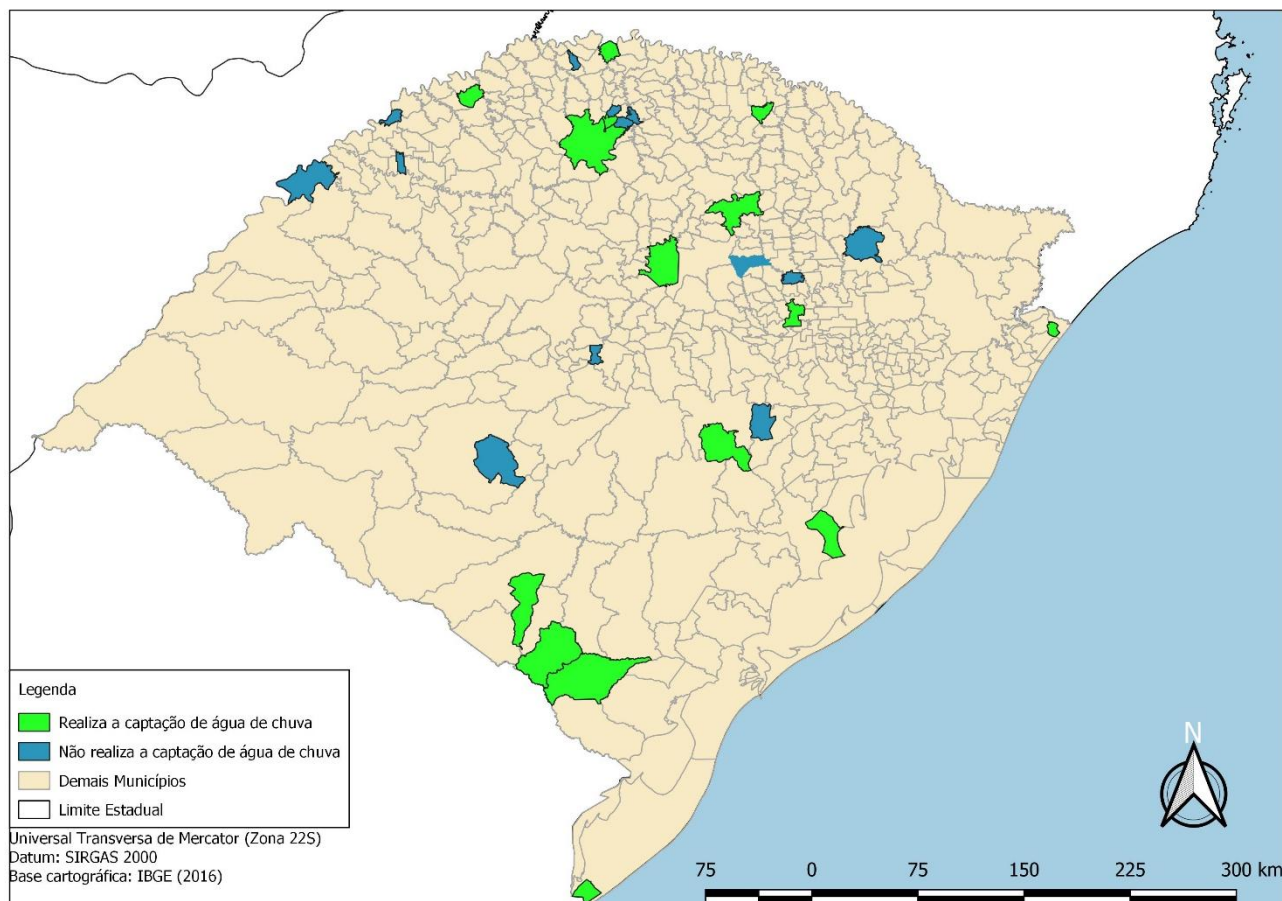 Legenda
Realiza a captação de água de chuva
Não realiza a captação de água de chuva
Demais Municípios
Limite Estadual
Universal Transversa de Mercator (Zona 22S)
Datum: SIRGAS 2000
Base cartográfica: IBGE (2016)
N
75 0 75 150 225 300 km